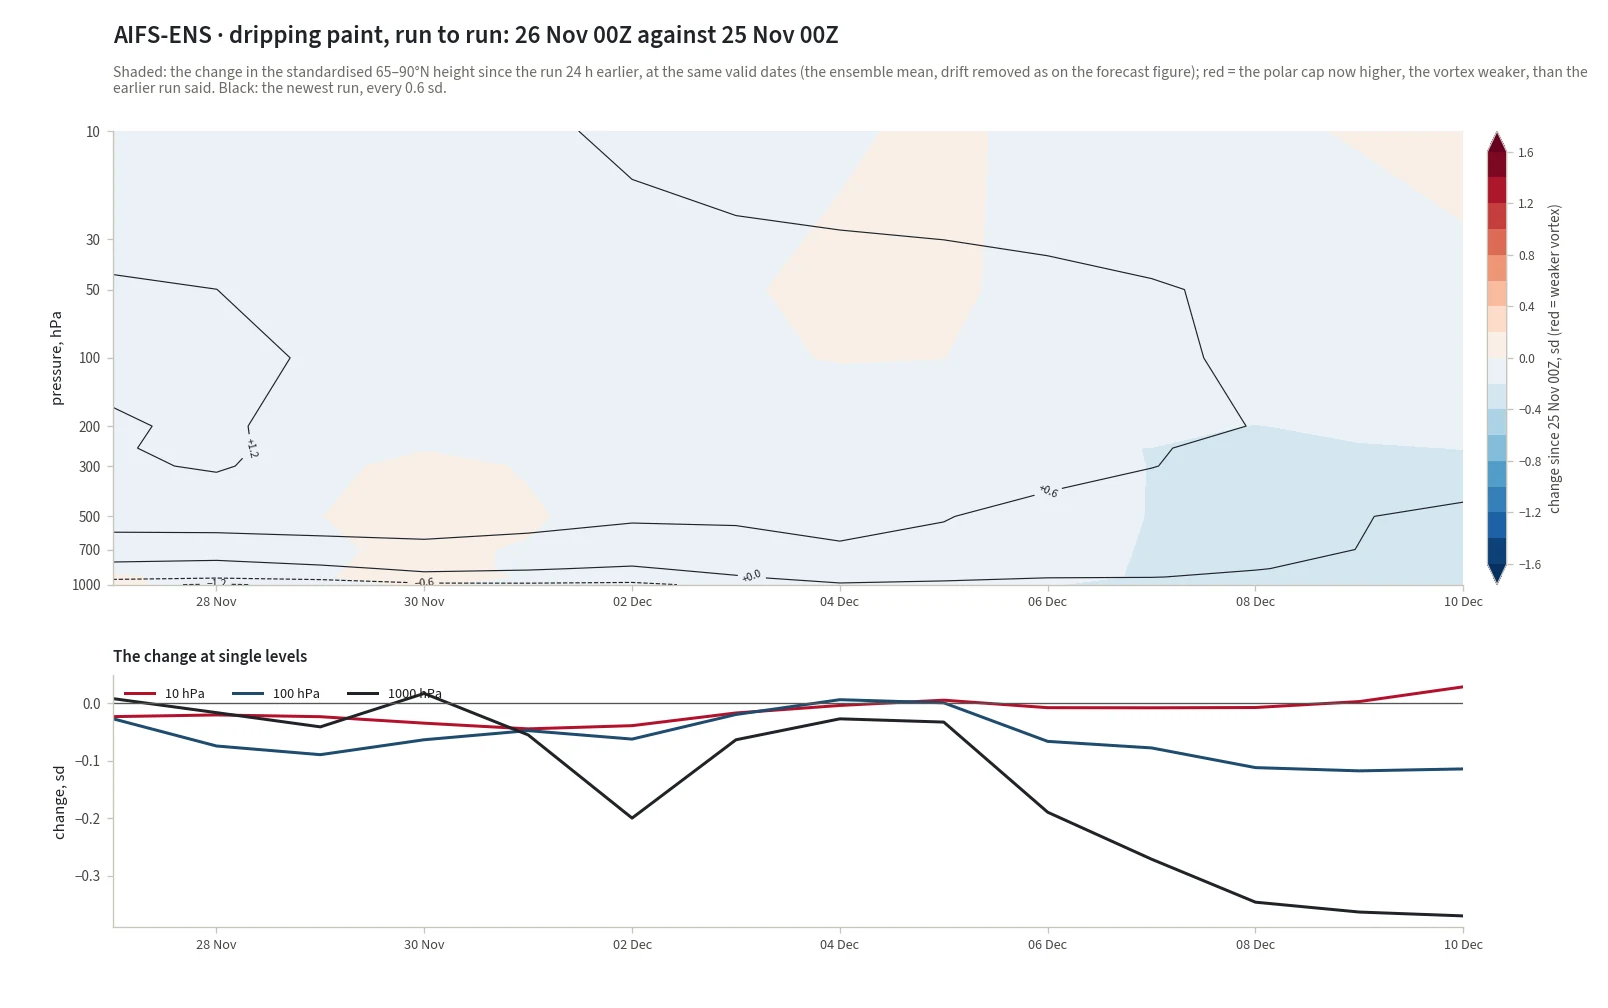 AIFS-ENS · dripping paint, run to run: 26 Nov 00Z against 25 Nov 00Z
Shaded: the change in the standardised 65–90°N height since the run 24 h earlier, at the same valid dates (the ensemble mean, drift removed as on the forecast figure); red = the polar cap now higher, the vortex weaker, than the
earlier run said. Black: the newest run, every 0.6 sd.
pressure, hPa
10
30
50
100
200
300
500
700
1000
+1.2
+0.6
+0.0
−0.6
−1.2
28 Nov
30 Nov
02 Dec
04 Dec
06 Dec
08 Dec
10 Dec
1.6
1.2
0.8
0.4
0.0
−0.4
−0.8
−1.2
−1.6
change since 25 Nov 00Z, sd (red = weaker vortex)
The change at single levels
10 hPa
100 hPa
1000 hPa
change, sd
0.0
−0.1
−0.2
−0.3
28 Nov
30 Nov
02 Dec
04 Dec
06 Dec
08 Dec
10 Dec